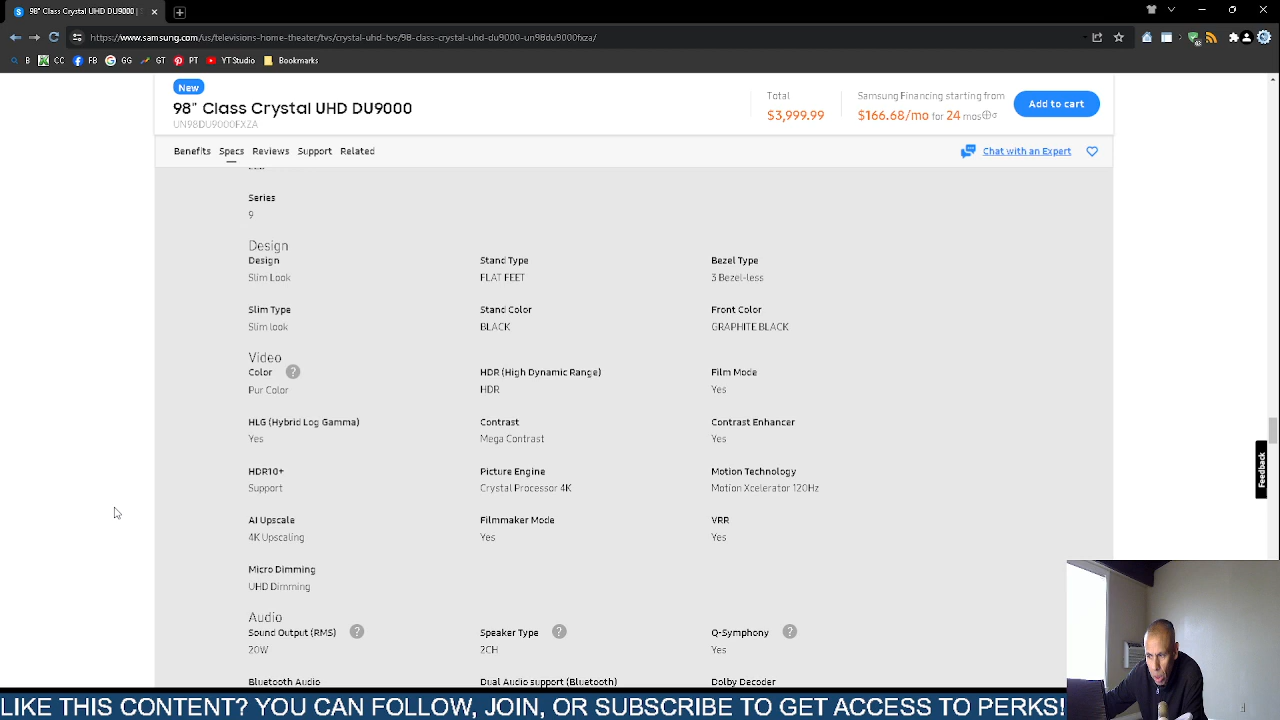 98" Class Crystal UHD DU9000 |
https://www.samsung.com/us/televisions-home-theater/tvs/crystal-uhd-tvs/98-class-crystal-uhd-du9000-un98du9000fxza/
B CC FB GG GT PT YT Studio Bookmarks
New
98" Class Crystal UHD DU9000
UN98DU9000FXZA
Total
$3,999.99
Samsung Financing starting from
$166.68/mo for 24 mos
Add to cart
Benefits Specs Reviews Support Related
Chat with an Expert
Series
9
Design
Design Stand Type Bezel Type
Slim Look FLAT FEET 3 Bezel-less
Slim Type Stand Color Front Color
Slim look BLACK GRAPHITE BLACK
Video
Color ? HDR (High Dynamic Range) Film Mode
Pur Color HDR Yes
HLG (Hybrid Log Gamma) Contrast Contrast Enhancer
Yes Mega Contrast Yes
HDR10+ Picture Engine Motion Technology
Support Crystal Processor 4K Motion Xcelerator 120Hz
AI Upscale Filmmaker Mode VRR
4K Upscaling Yes Yes
Micro Dimming
UHD Dimming
Audio
Sound Output (RMS) ? Speaker Type ? Q-Symphony ?
20W 2CH Yes
Bluetooth Audio Dual Audio support (Bluetooth) Dolby Decoder
Feedback
LIKE THIS CONTENT? YOU CAN FOLLOW, JOIN, OR SUBSCRIBE TO GET ACCESS TO PERKS!